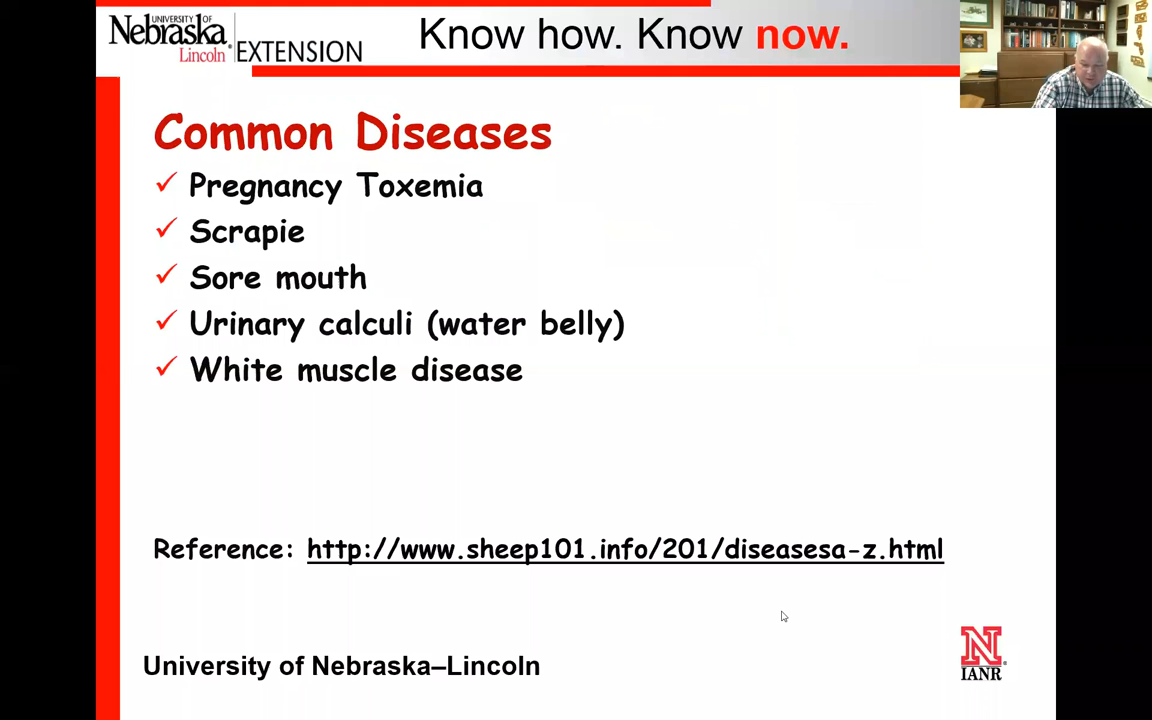 UNIVERSITY OF
Nebraska
Lincoln
EXTENSION
Know how. Know now.
Common Diseases
✓ Pregnancy Toxemia
✓ Scrapie
✓ Sore mouth
✓ Urinary calculi (water belly)
✓ White muscle disease
Reference: http://www.sheep101.info/201/diseasesa-z.html
University of Nebraska–Lincoln
N
IANR